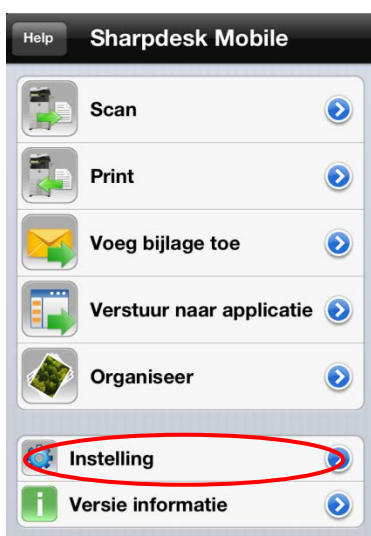 Help Sharpdesk Mobile
Scan
Print
Voeg bijlage toe
Verstuur naar applicatie
Organiseer
Instelling
i Versie informatie